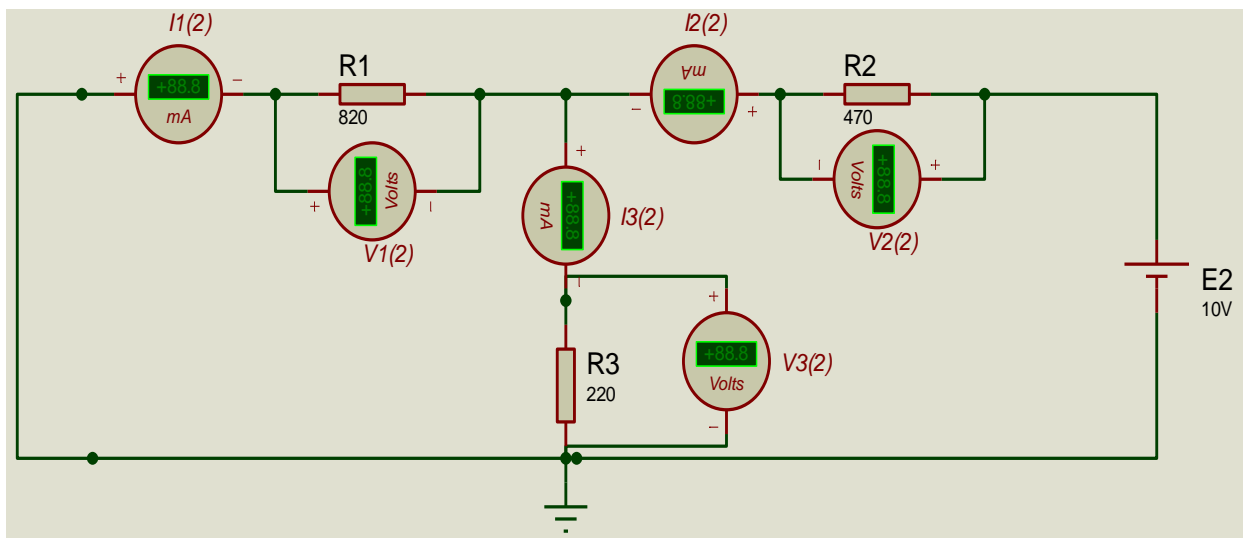 I1(2)
+88.8
mA
R1
820
+88.8
Volts
V1(2)
I2(2)
mA
+88.8
R2
470
+88.8
Volts
V2(2)
+88.8
mA
I3(2)
R3
220
+88.8
Volts
V3(2)
E2
10V